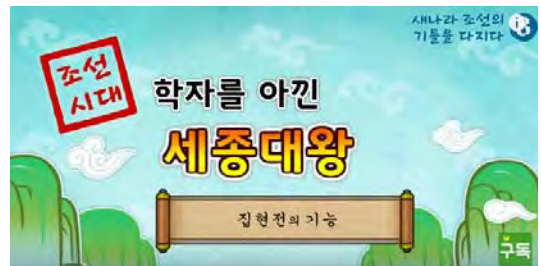 새나라 조선의
기틀을 다지다
조선
시대
학자를 아낀
세종대왕
집현전의 기능
구독